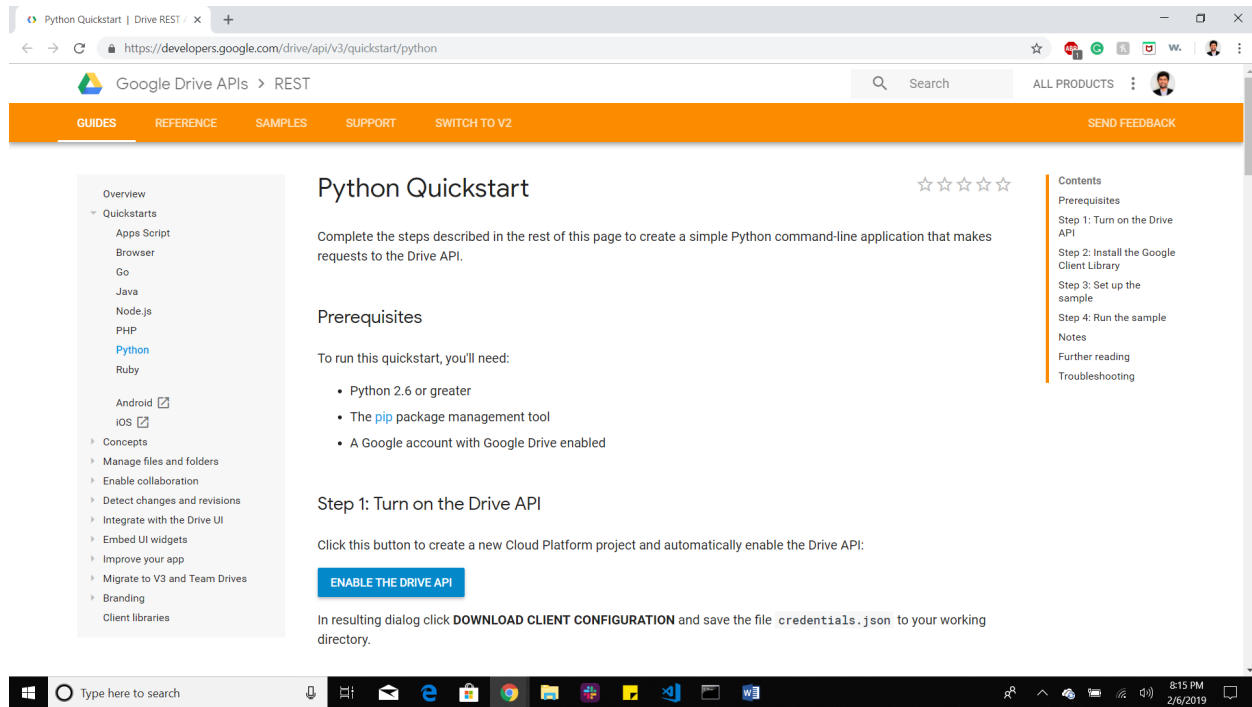 Python Quickstart | Drive REST
https://developers.google.com/drive/api/v3/quickstart/python
ABP
1
W.
Google Drive APIs > REST
Search
ALL PRODUCTS
GUIDES
REFERENCE
SAMPLES
SUPPORT
SWITCH TO V2
SEND FEEDBACK
Overview
Quickstarts
Apps Script
Browser
Go
Java
Node.js
PHP
Python
Ruby
Android
iOS
Concepts
Manage files and folders
Enable collaboration
Detect changes and revisions
Integrate with the Drive UI
Embed UI widgets
Improve your app
Migrate to V3 and Team Drives
Branding
Client libraries
Python Quickstart
Complete the steps described in the rest of this page to create a simple Python command-line application that makes
requests to the Drive API.
Prerequisites
To run this quickstart, you'll need:
• Python 2.6 or greater
• The pip package management tool
• A Google account with Google Drive enabled
Step 1: Turn on the Drive API
Click this button to create a new Cloud Platform project and automatically enable the Drive API:
ENABLE THE DRIVE API
In resulting dialog click DOWNLOAD CLIENT CONFIGURATION and save the file credentials.json to your working
directory.
Contents
Prerequisites
Step 1: Turn on the Drive
API
Step 2: Install the Google
Client Library
Step 3: Set up the
sample
Step 4: Run the sample
Notes
Further reading
Troubleshooting
Type here to search
8:15 PM
2/6/2019